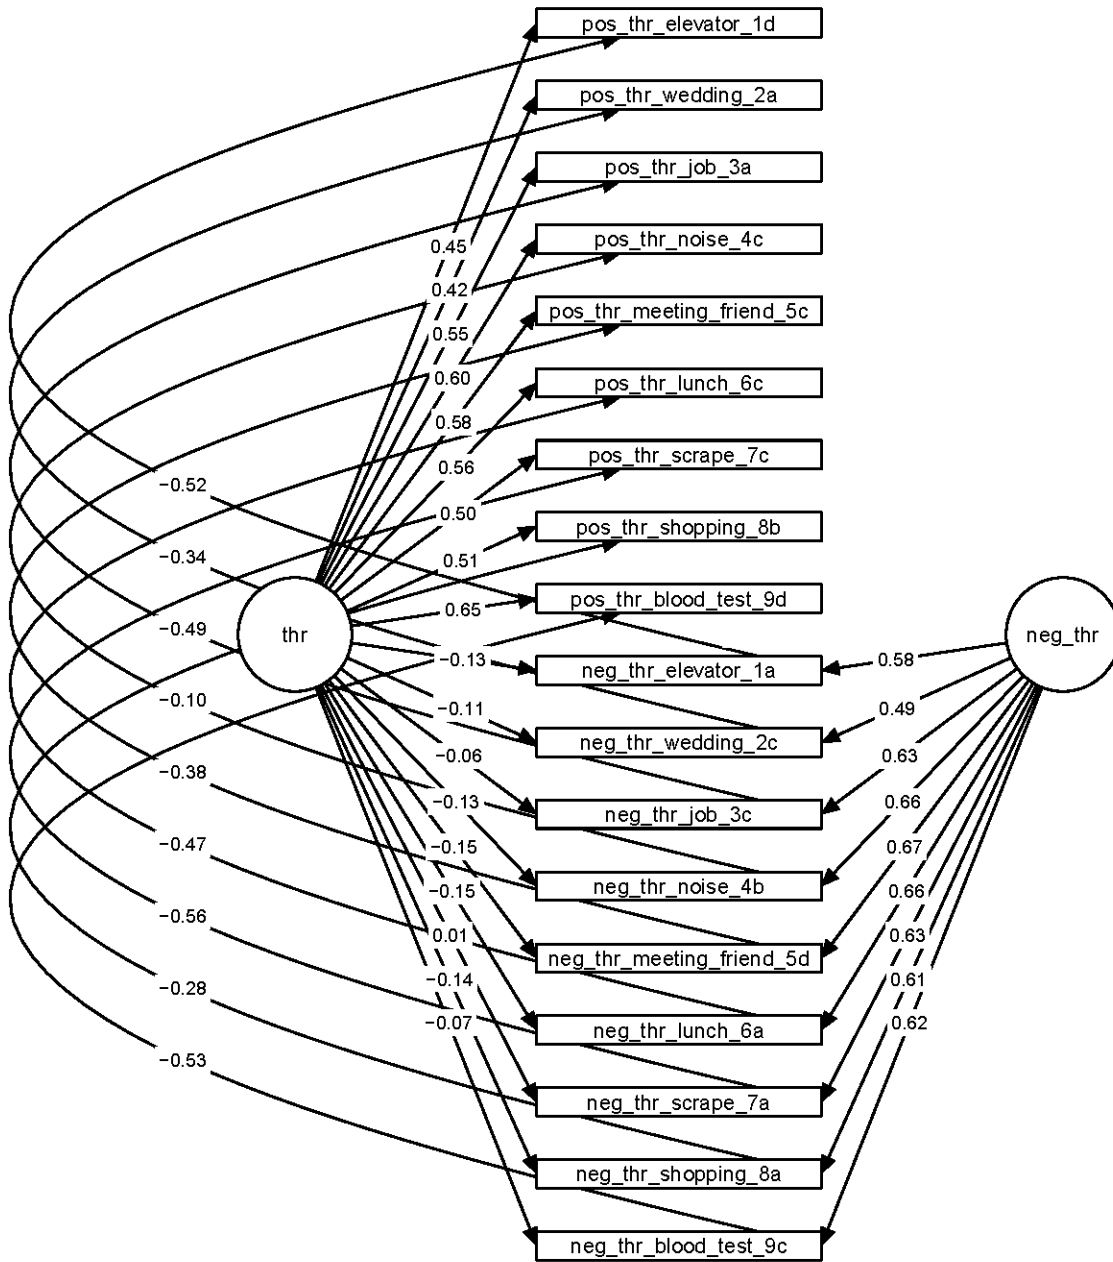 pos_thr_elevator_1d
pos_thr_wedding_2a
pos_thr_job_3a
pos_thr_noise_4c
0.45
0.42
pos_thr_meeting_friend_5c
0.55
0.60
pos_thr_lunch_6c
0.58
pos_thr_scrape_7c
0.56
−0.52
0.50
pos_thr_shopping_8b
−0.34
0.51
pos_thr_blood_test_9d
0.65
−0.49
thr
neg_thr
−0.13
neg_thr_elevator_1a
0.58
−0.10
−0.11
0.49
neg_thr_wedding_2c
−0.06
0.63
−0.38
−0.13
0.66
neg_thr_job_3c
−0.47
−0.15
0.67
neg_thr_noise_4b
−0.15
0.66
−0.56
0.01
0.63
neg_thr_meeting_friend_5d
−0.28
−0.14
0.61
−0.07
0.62
neg_thr_lunch_6a
−0.53
neg_thr_scrape_7a
neg_thr_shopping_8a
neg_thr_blood_test_9c